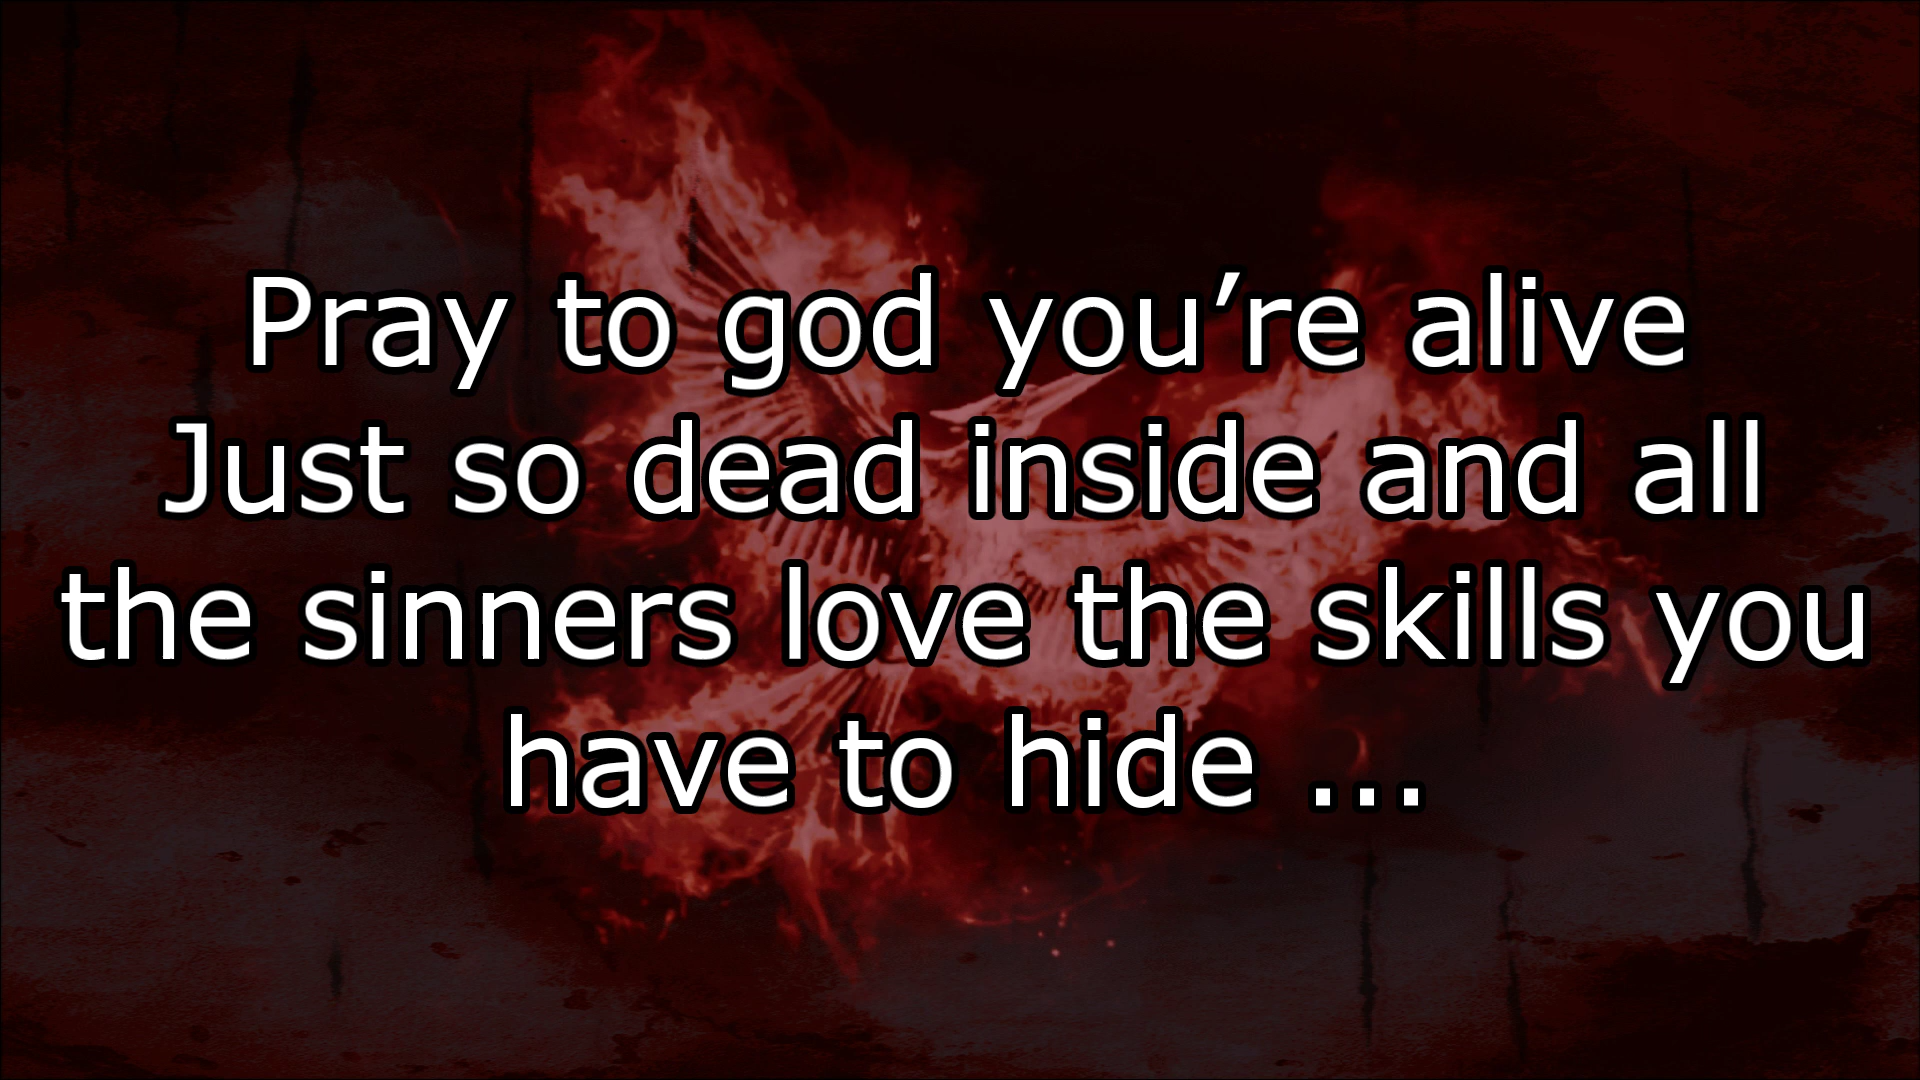 Pray to god you’re alive
Just so dead inside and all
the sinners love the skills you
have to hide ...